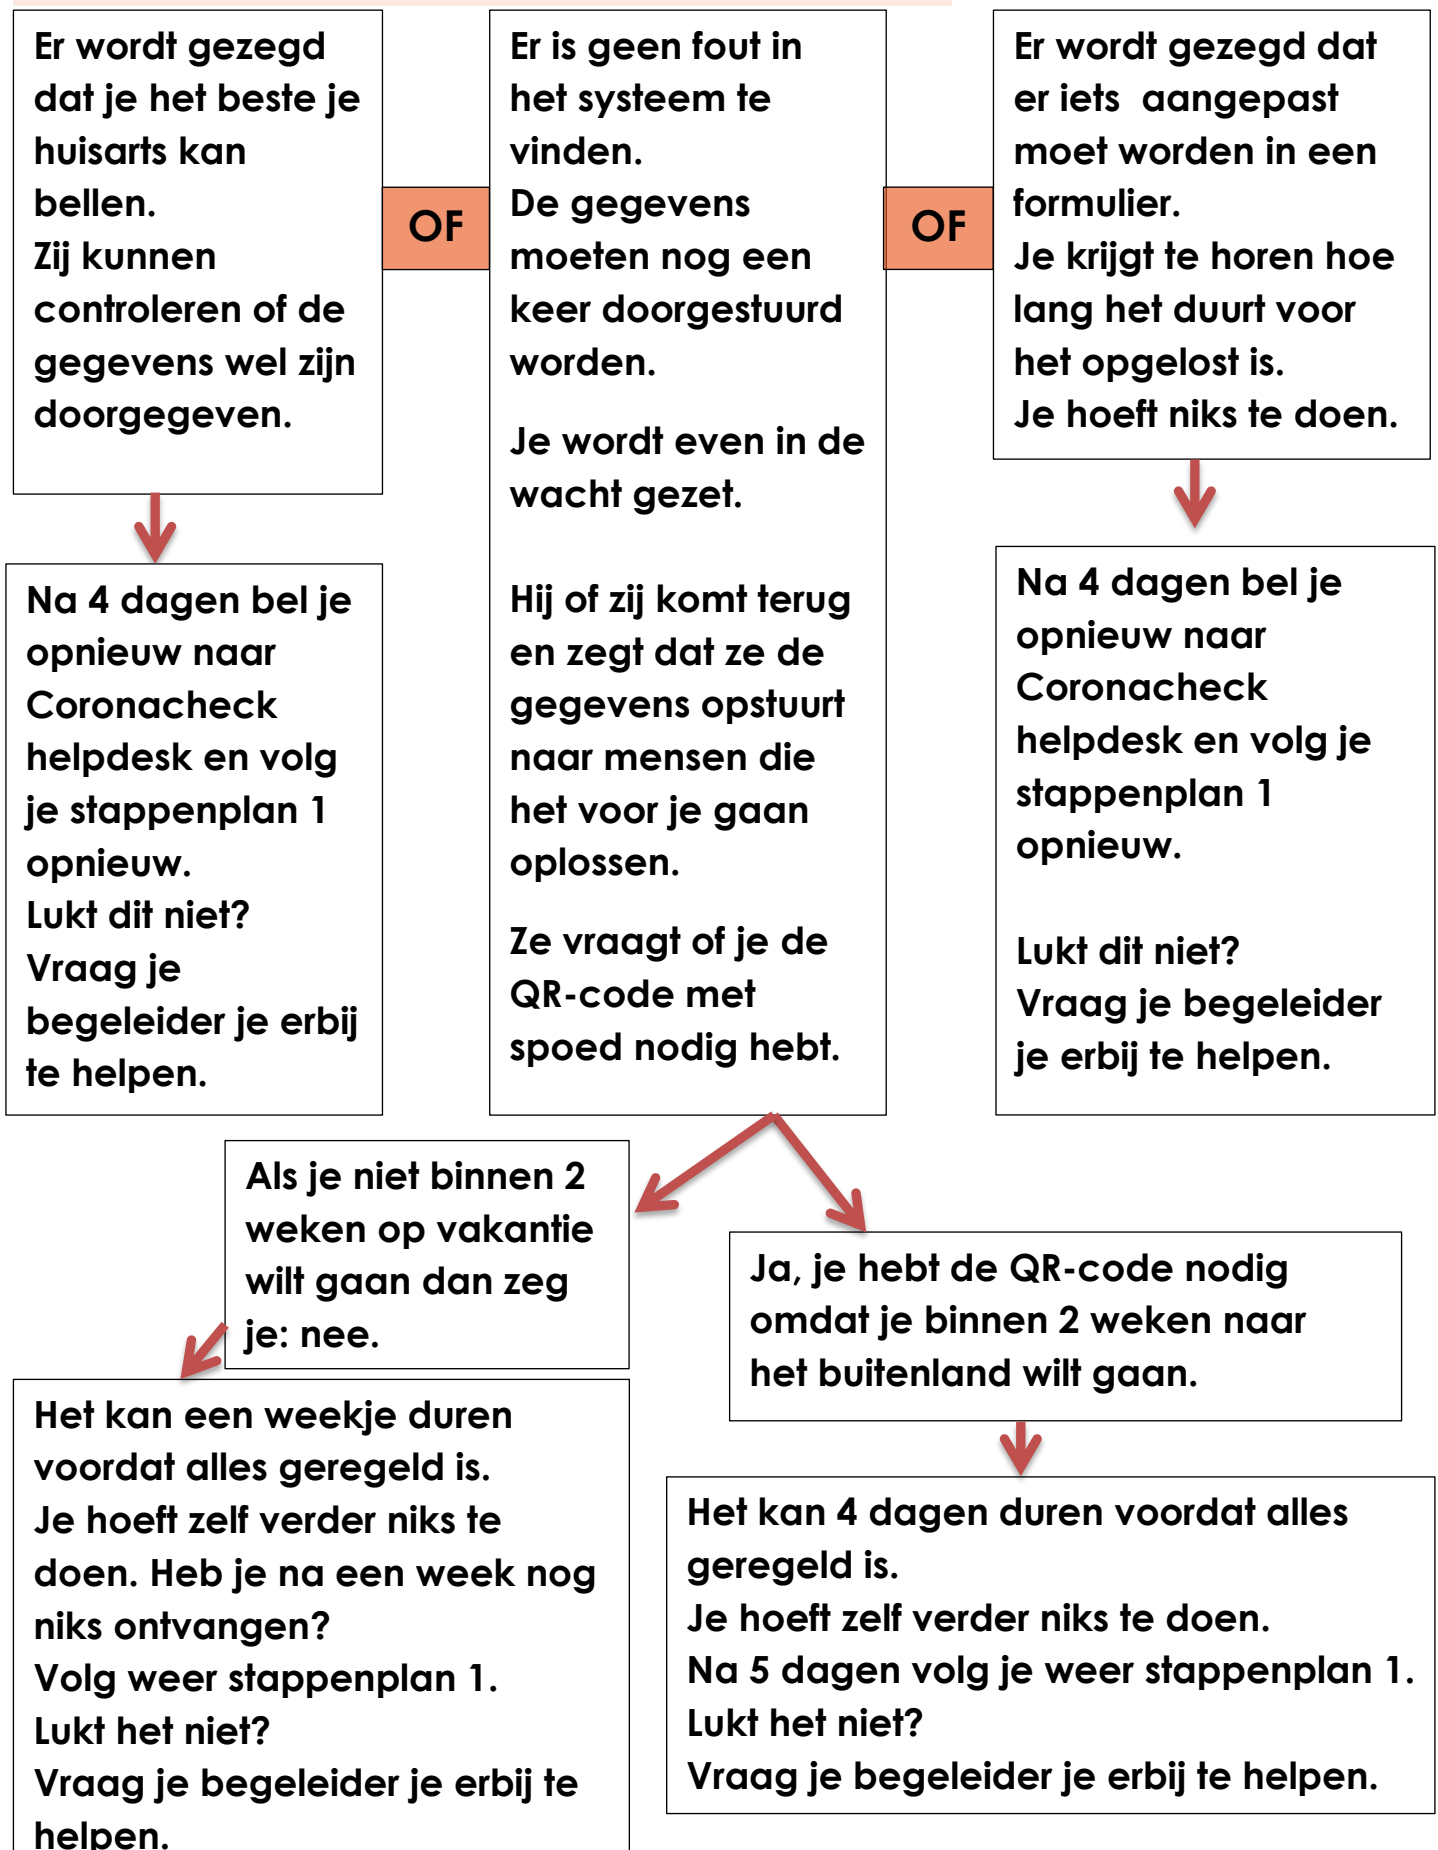 Er wordt gezegd
dat je het beste je
huisarts kan
bellen.
Zij kunnen
controleren of de
gegevens wel zijn
doorgegeven.
OF
Er is geen fout in
het systeem te
vinden.
De gegevens
moeten nog een
keer doorgestuurd
worden.
Je wordt even in de
wacht gezet.
Hij of zij komt terug
en zegt dat ze de
gegevens opstuurt
naar mensen die
het voor je gaan
oplossen.
Ze vraagt of je de
QR-code met
spoed nodig hebt.
OF
Er wordt gezegd dat
er iets  aangepast
moet worden in een
formulier.
Je krijgt te horen hoe
lang het duurt voor
het opgelost is.
Je hoeft niks te doen.
Na 4 dagen bel je
opnieuw naar
Coronacheck
helpdesk en volg
je stappenplan 1
opnieuw.
Lukt dit niet?
Vraag je
begeleider je erbij
te helpen.
Na 4 dagen bel je
opnieuw naar
Coronacheck
helpdesk en volg je
stappenplan 1
opnieuw.
Lukt dit niet?
Vraag je begeleider
je erbij te helpen.
Als je niet binnen 2
weken op vakantie
wilt gaan dan zeg
je: nee.
Ja, je hebt de QR-code nodig
omdat je binnen 2 weken naar
het buitenland wilt gaan.
Het kan een weekje duren
voordat alles geregeld is.
Je hoeft zelf verder niks te
doen. Heb je na een week nog
niks ontvangen?
Volg weer stappenplan 1.
Lukt het niet?
Vraag je begeleider je erbij te
helpen.
Het kan 4 dagen duren voordat alles
geregeld is.
Je hoeft zelf verder niks te doen.
Na 5 dagen volg je weer stappenplan 1.
Lukt het niet?
Vraag je begeleider je erbij te helpen.